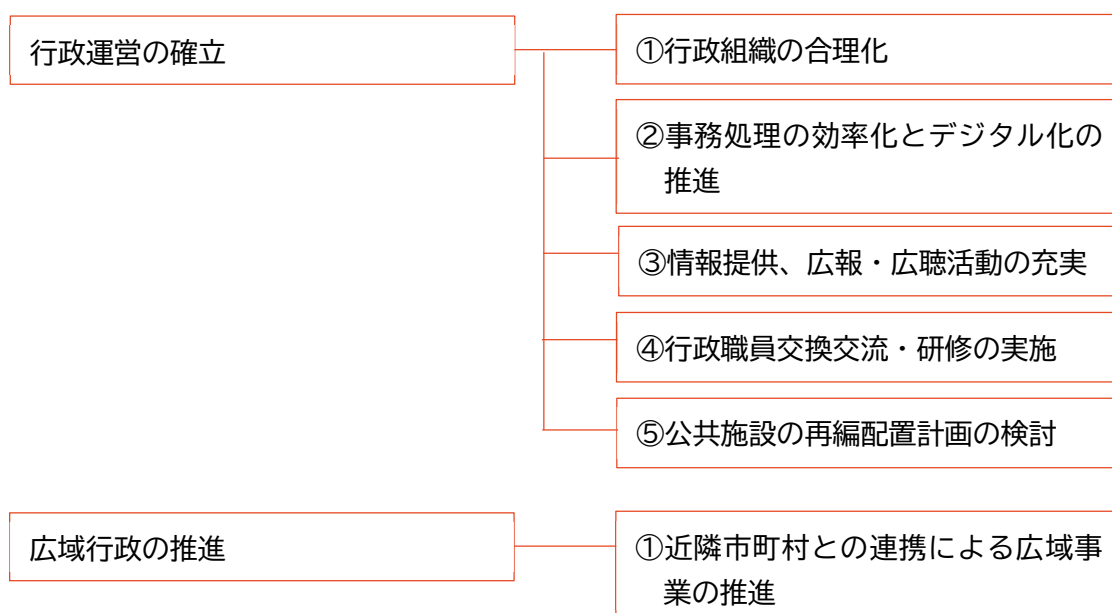 行政運営の確立
①行政組織の合理化
②事務処理の効率化とデジタル化の
推進
③情報提供、広報・広聴活動の充実
④行政職員交換交流・研修の実施
⑤公共施設の再編配置計画の検討
広域行政の推進
①近隣市町村との連携による広域事
業の推進